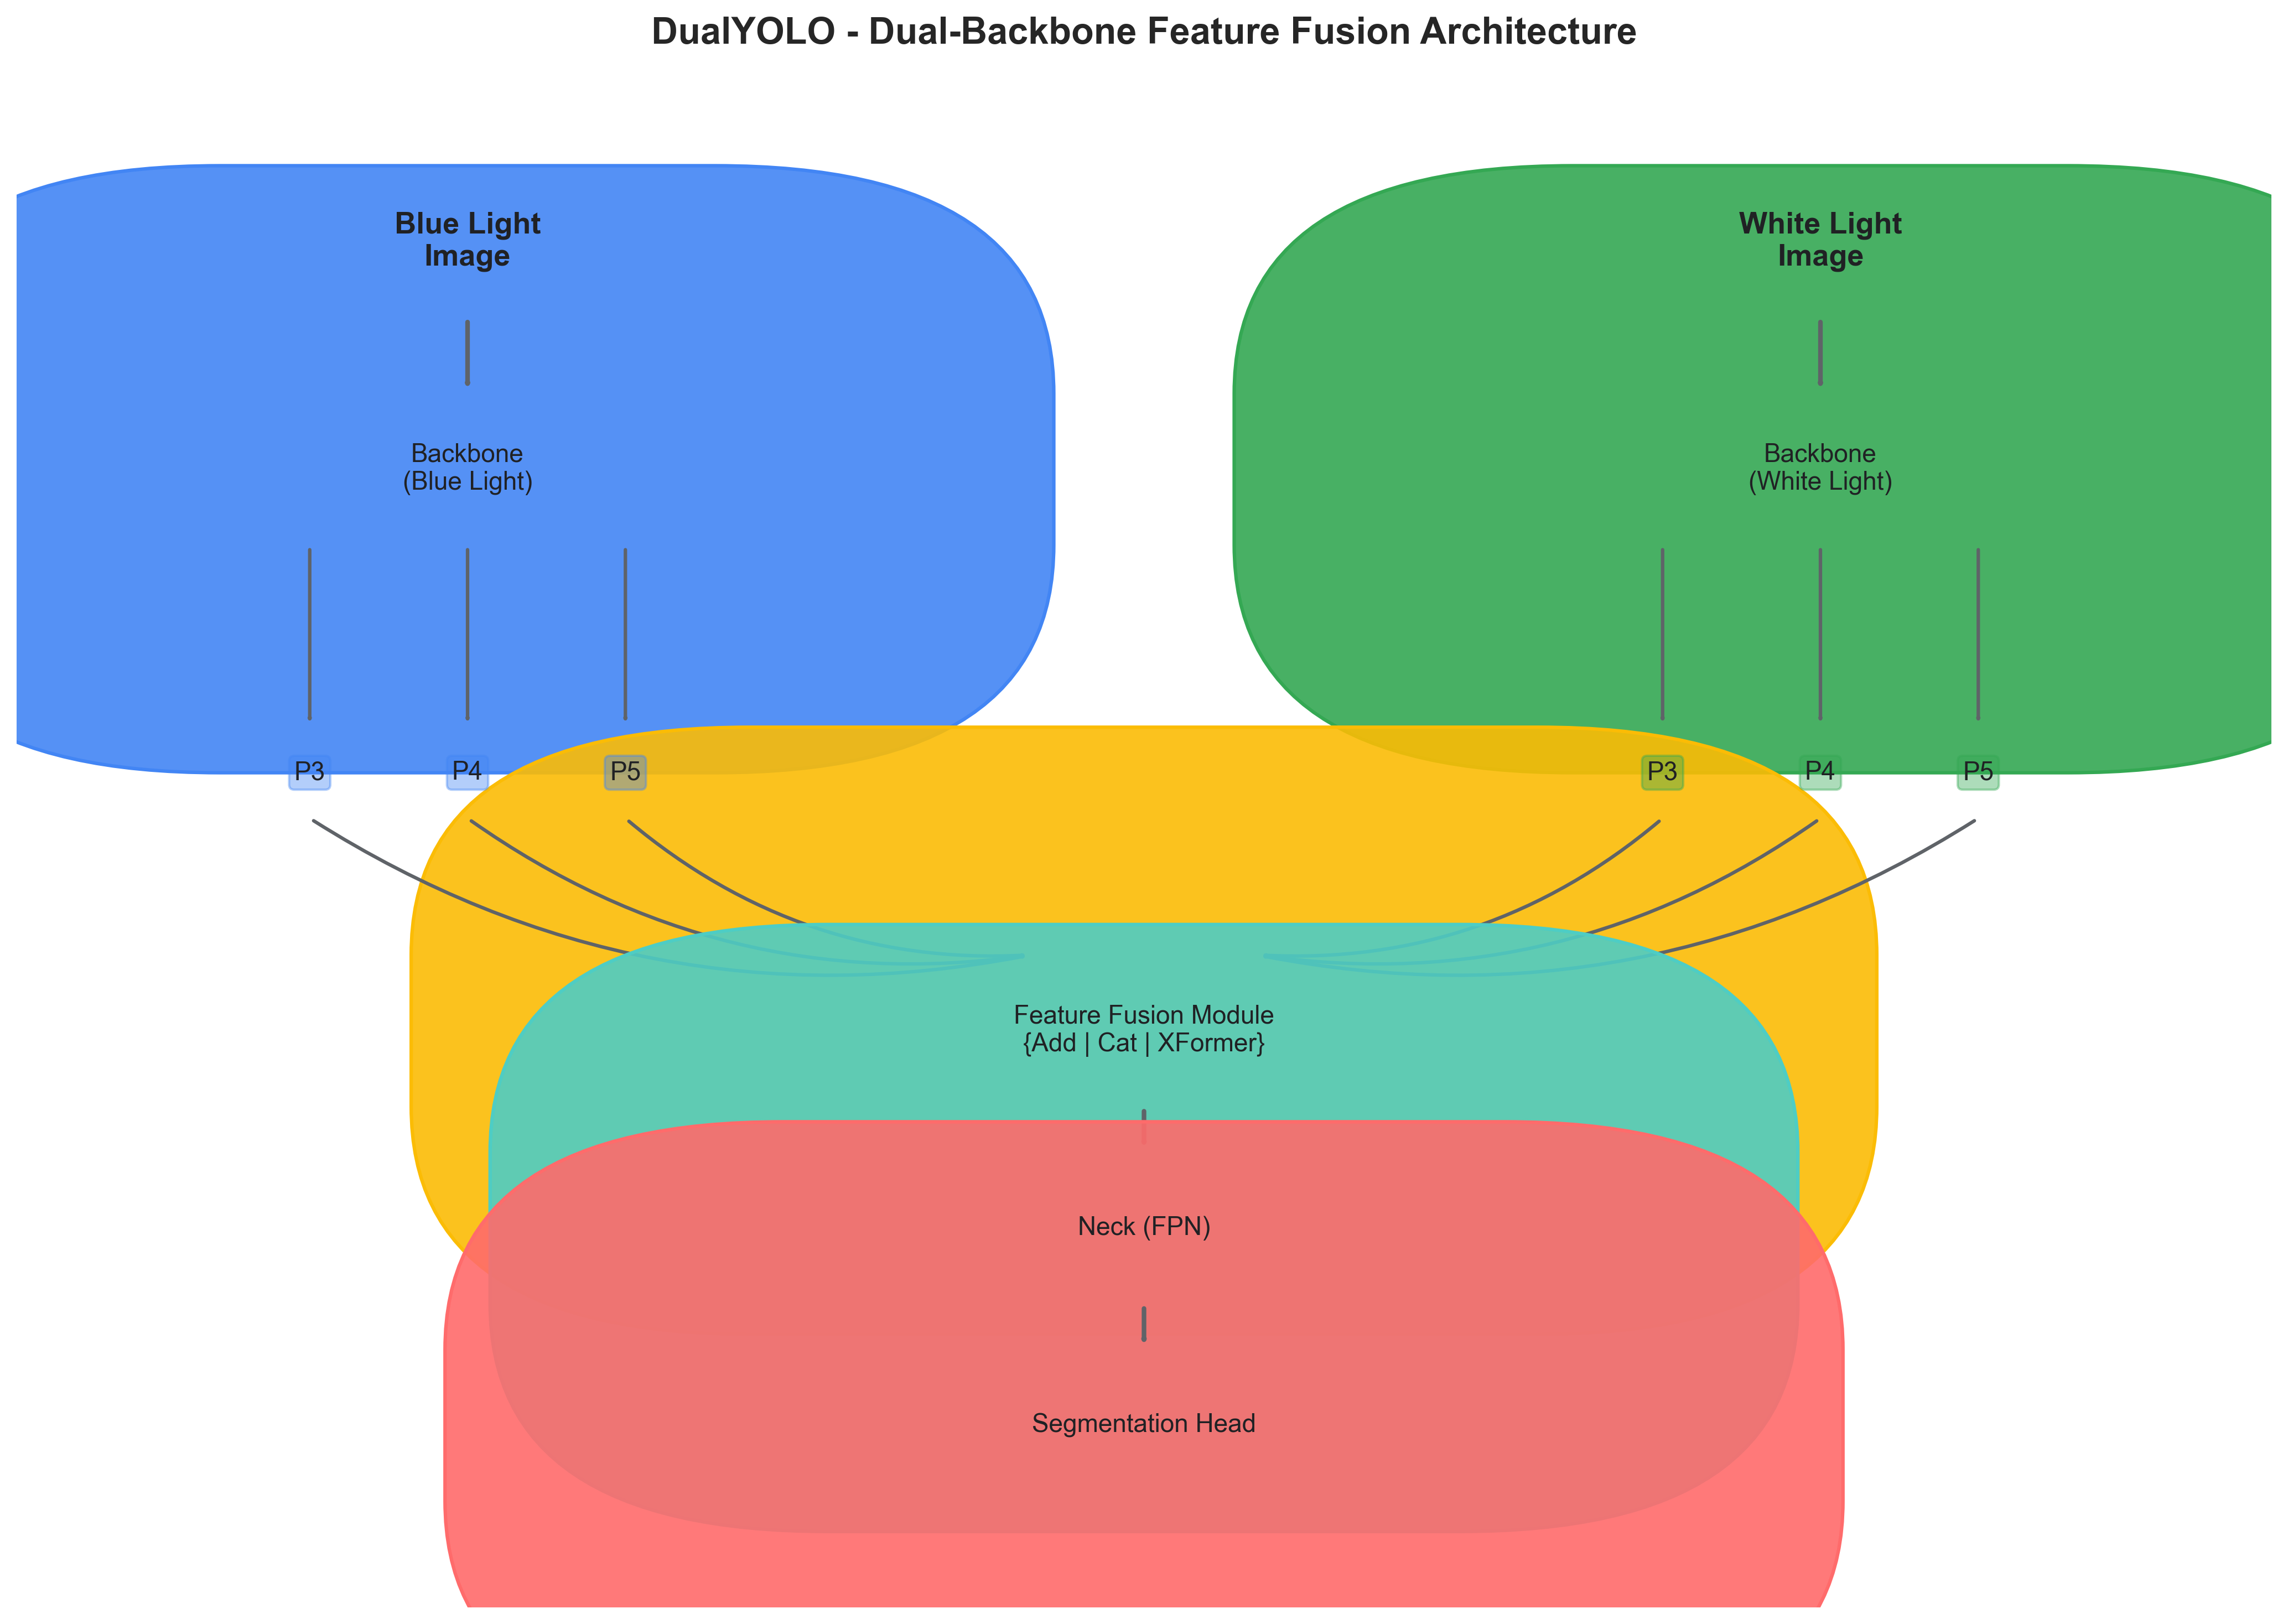 DualYOLO - Dual-Backbone Feature Fusion Architecture
Blue Light
Image
White Light
Image
Backbone
(Blue Light)
Backbone
(White Light)
P3
P4
P5
P3
P4
P5
Feature Fusion Module
{Add | Cat | XFormer}
Neck (FPN)
Segmentation Head